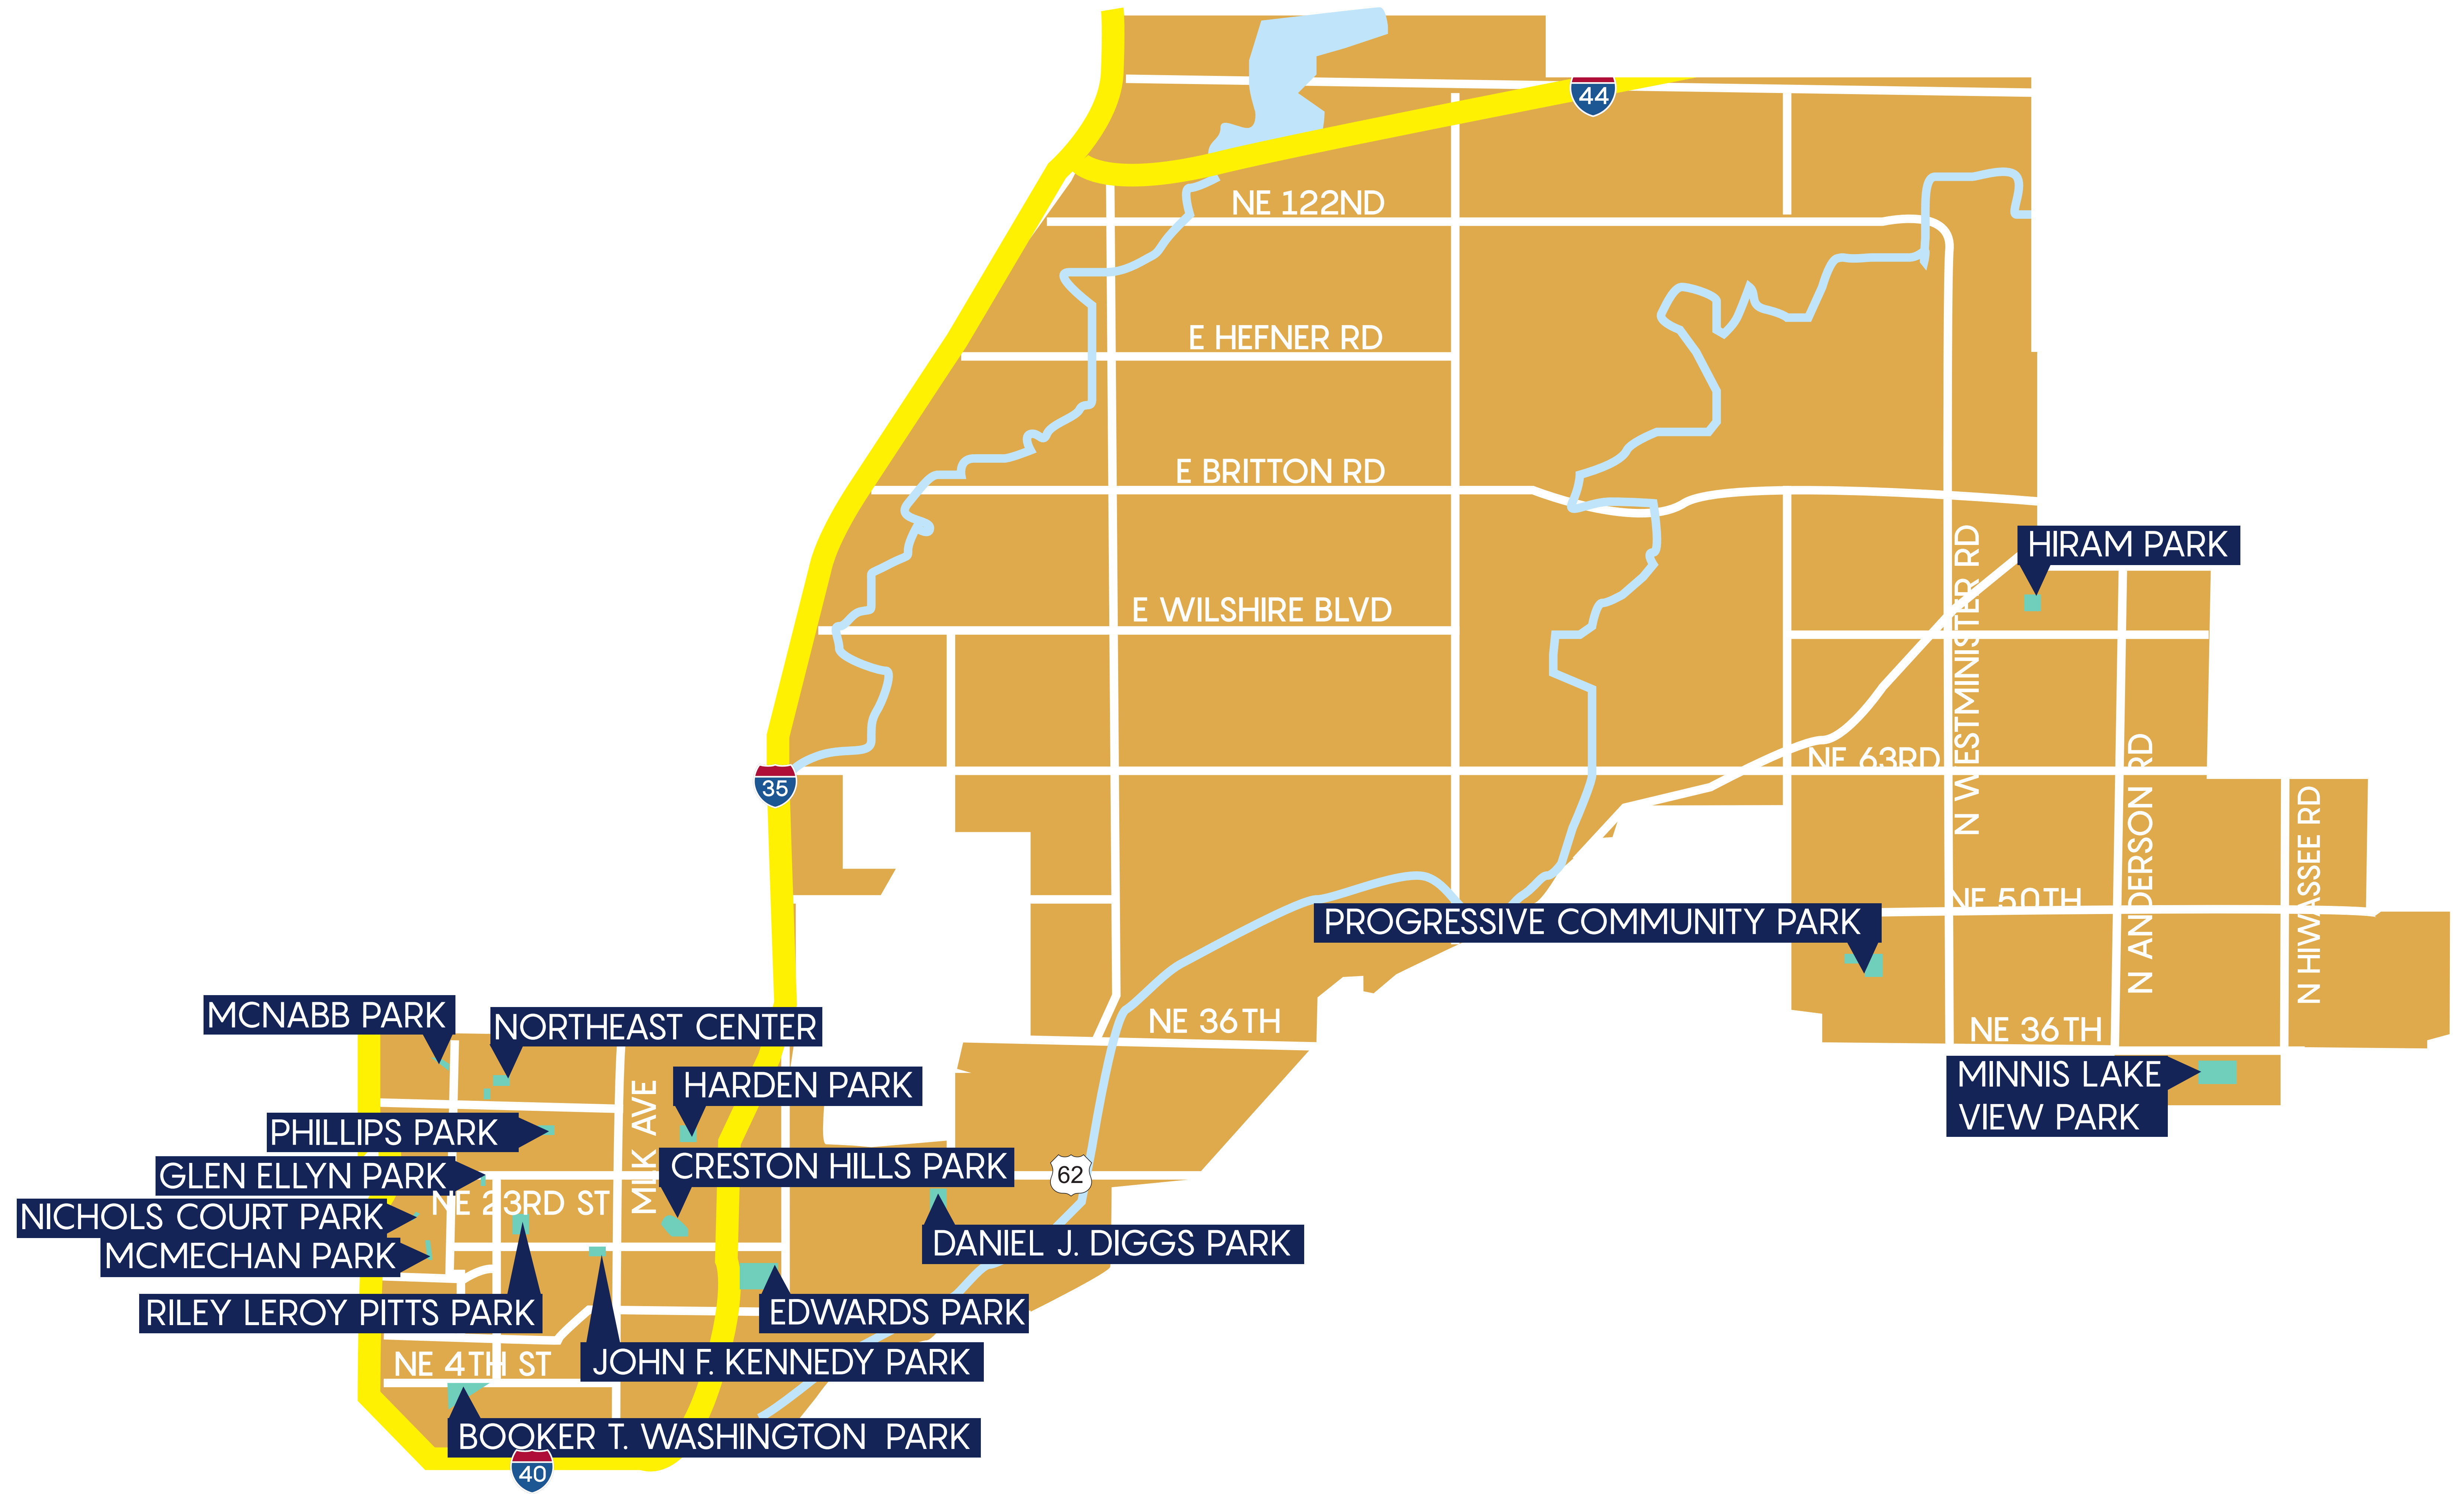 44
NE 122ND
E HEFNER RD
E BRITTON RD
N WESTMINISTER RD
HIRAM PARK
E WILSHIRE BLVD
NE 63RD
35
N ANDERSON RD
N HIWASSEE RD
NE 50TH
PROGRESSIVE COMMUNITY PARK
MCNABB PARK
NORTHEAST CENTER
NE 36TH
NE 36TH
HARDEN PARK
MINNIS LAKE
VIEW PARK
MLK AVE
PHILLIPS PARK
CRESTON HILLS PARK
GLEN ELLYN PARK
62
NE 23RD ST
NICHOLS COURT PARK
DANIEL J. DIGGS PARK
MCMECHAN PARK
RILEY LEROY PITTS PARK
EDWARDS PARK
NE 4TH ST
JOHN F. KENNEDY PARK
BOOKER T. WASHINGTON  PARK
40